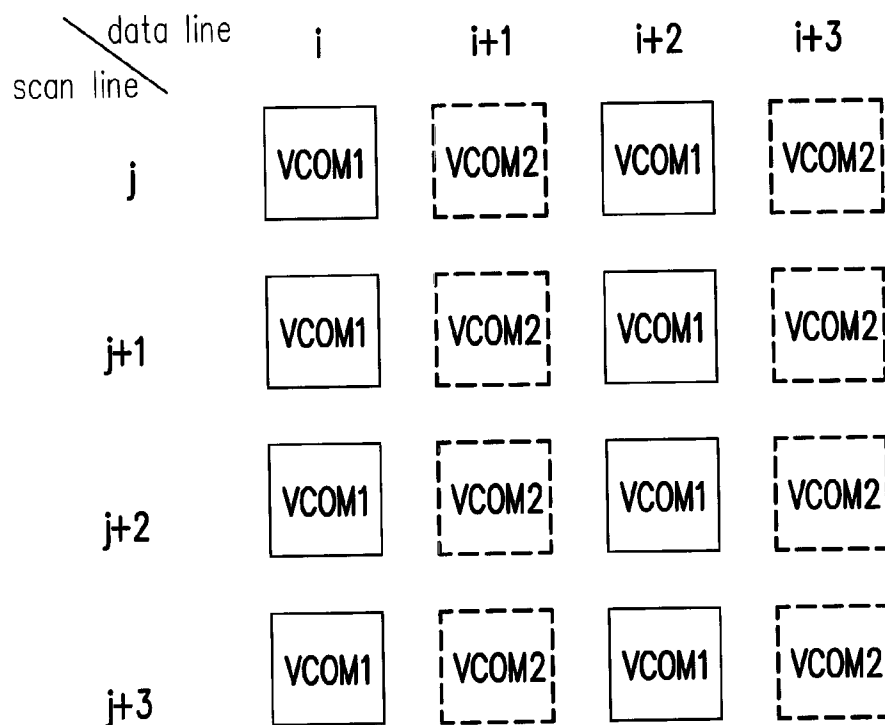 data line i i+1 i+2 i+3
scan line
j VCOM1 VCOM2 VCOM1 VCOM2
j+1 VCOM1 VCOM2 VCOM1 VCOM2
j+2 VCOM1 VCOM2 VCOM1 VCOM2
j+3 VCOM1 VCOM2 VCOM1 VCOM2